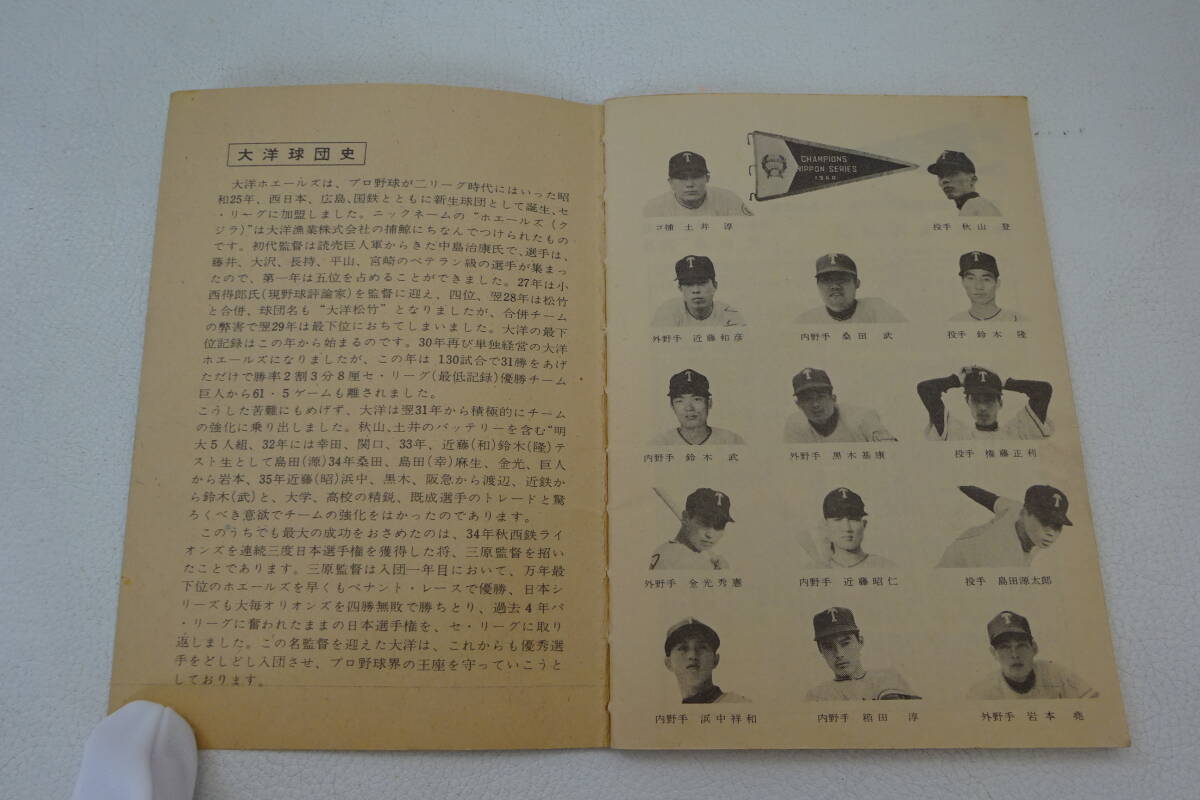 大洋球団史
大洋ホエールズは、プロ野球が二リーグ時代にはいった昭
和25年、西日本、広島、国鉄とともに新生球団として誕生、セ
・リーグに加盟しました。ニックネームの“ホエールズ(ク
ジラ)”は大洋漁業株式会社の捕鯨にちなんでつけられたもの
です。初代監督は読売巨人軍からきた中島治康氏で、選手は、
藤井、大沢、長持、平山、宮崎のベテラン級の選手が集まっ
たので、第一年は五位を占めることができました。27年は小
西得郎氏(現野球評論家)を監督に迎え、四位、翌28年は松竹
と合併、球団名も“大洋松竹”となりましたが、合併チーム
の弊害で翌29年は最下位におちてしまいました。大洋の最下
位記録はこの年から始まるのです。30年再び単独経営の大洋
ホエールズになりましたが、この年は130試合で31勝をあげ
ただけで勝率2割3分8厘セ・リーグ(最低記録)優勝チーム
巨人から61・5ゲームも離されました。
こうした苦難にもめげず、大洋は翌31年から積極的にチーム
の強化に乗り出しました。秋山、土井のバッテリーを含む“明
大5人組、32年には幸田、関口、33年、近藤(和)鈴木(隆)テ
スト生として島田(源)34年桑田、島田(幸)麻生、金光、巨人
から岩本、35年近藤(昭)浜中、黒木、阪急から渡辺、近鉄か
ら鈴木(武)と、大学、高校の精鋭、既成選手のトレードと驚
ろくべき意欲でチームの強化をはかったのであります。
このうちでも最大の成功をおさめたのは、34年秋西鉄ライ
オンズを連続三度日本選手権を獲得した将、三原監督を招い
たことであります。三原監督は入団一年目において、万年最
下位のホエールズを早くもペナント・レースで優勝、日本シ
リーズも大毎オリオンズを四勝無敗で勝ちとり、過去4年パ
・リーグに奮われたままの日本選手権を、セ・リーグに取り
返しました。この名監督を迎えた大洋は、これからも優秀選
手をどしどし入団させ、プロ野球界の王座を守っていこうと
しております。
CHAMPIONS
NIPPON SERIES
1960
コ捕 土井 淳
投手 秋山 登
外野手 近藤和彦
内野手 桑田 武
投手 鈴木 隆
内野手 鈴木 武
外野手 黒木基康
投手 権藤正利
外野手 金光秀憲
内野手 近藤昭仁
投手 島田源太郎
内野手 浜中祥和
内野手 稲田 淳
外野手 岩本 堯